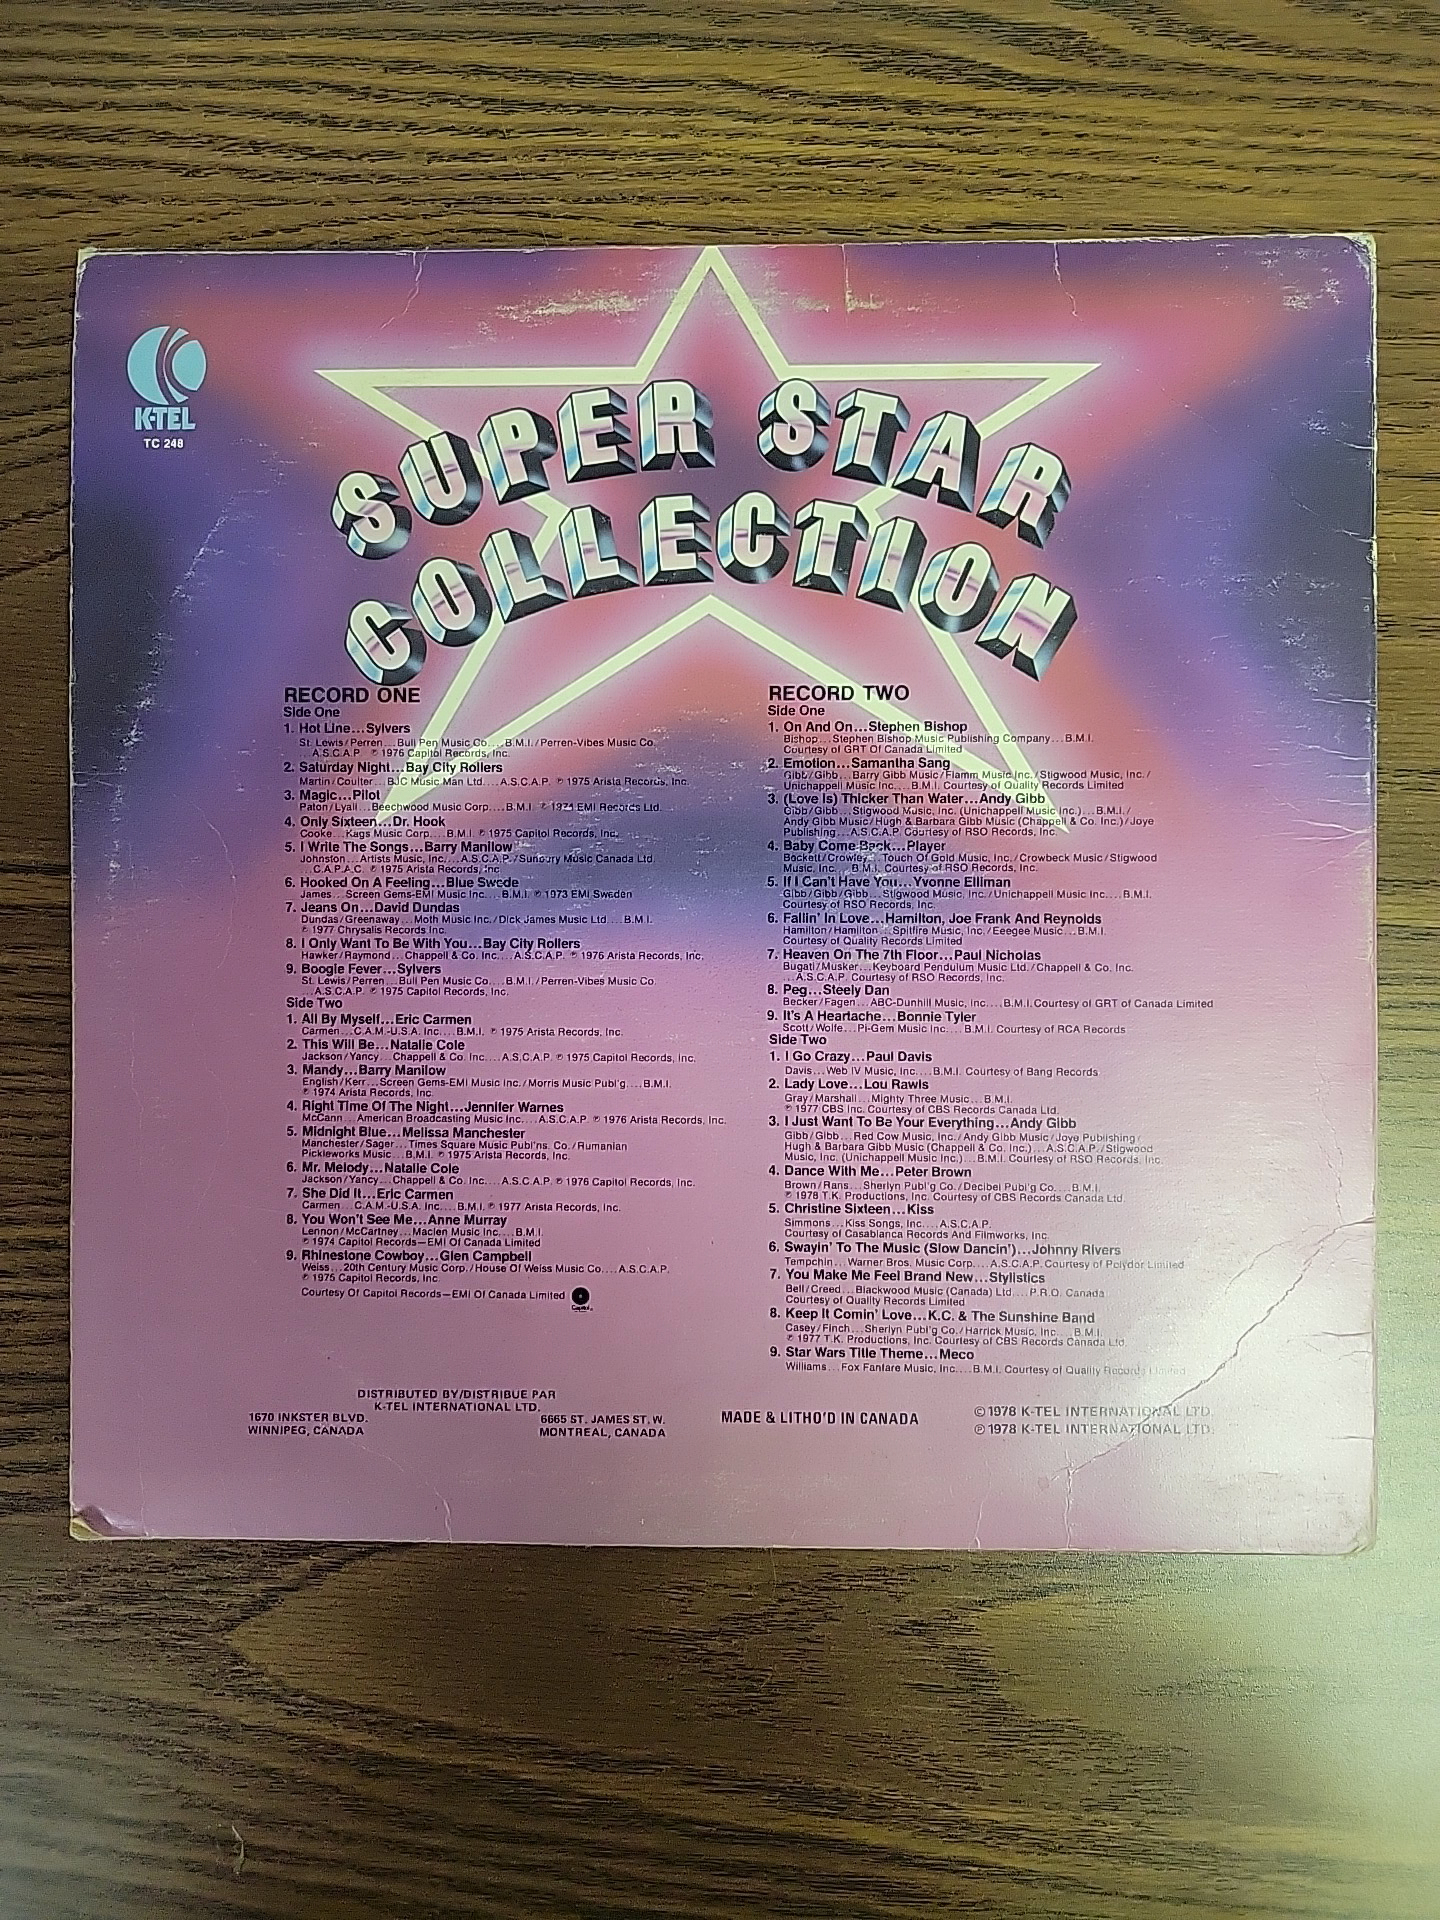 K-TEL
TC 248
SUPER STAR
COLLECTION
RECORD ONE
Side One
1. Hot Line...Sylvers
St. Lewis/Perren...Bull Pen Music Co....B.M.I./Perren-Vibes Music Co.
...A.S.C.A.P. ℗ 1976 Capitol Records, Inc.
2. Saturday Night...Bay City Rollers
Martin/Coulter...BJC Music Man Ltd....A.S.C.A.P. ℗ 1975 Arista Records, Inc.
3. Magic...Pilot
Paton/Lyall...Beechwood Music Corp....B.M.I. ℗ 1974 EMI Records Ltd.
4. Only Sixteen...Dr. Hook
Cooke...Kags Music Corp....B.M.I. ℗ 1975 Capitol Records, Inc.
5. I Write The Songs...Barry Manilow
Johnston...Artists Music, Inc....A.S.C.A.P./Sunbury Music Canada Ltd.
...C.A.P.A.C. ℗ 1975 Arista Records, Inc.
6. Hooked On A Feeling...Blue Swede
James...Screen Gems-EMI Music Inc....B.M.I. ℗ 1973 EMI Sweden
7. Jeans On...David Dundas
Dundas/Greenaway...Moth Music Inc./Dick James Music Ltd....B.M.I.
℗ 1977 Chrysalis Records Inc.
8. I Only Want To Be With You...Bay City Rollers
Hawker/Raymond...Chappell & Co. Inc....A.S.C.A.P. ℗ 1976 Arista Records, Inc.
9. Boogie Fever...Sylvers
St. Lewis/Perren...Bull Pen Music Co....B.M.I./Perren-Vibes Music Co.
...A.S.C.A.P. ℗ 1975 Capitol Records, Inc.
Side Two
1. All By Myself...Eric Carmen
Carmen...C.A.M.-U.S.A. Inc....B.M.I. ℗ 1975 Arista Records, Inc.
2. This Will Be...Natalie Cole
Jackson/Yancy...Chappell & Co. Inc....A.S.C.A.P. ℗ 1975 Capitol Records, Inc.
3. Mandy...Barry Manilow
English/Kerr...Screen Gems-EMI Music Inc./Morris Music Publ'g....B.M.I.
℗ 1974 Arista Records, Inc.
4. Right Time Of The Night...Jennifer Warnes
McCann...American Broadcasting Music Inc....A.S.C.A.P. ℗ 1976 Arista Records, Inc.
5. Midnight Blue...Melissa Manchester
Manchester/Sager...Times Square Music Publ'ns. Co./Rumanian
Pickleworks Music...B.M.I. ℗ 1975 Arista Records, Inc.
6. Mr. Melody...Natalie Cole
Jackson/Yancy...Chappell & Co. Inc....A.S.C.A.P. ℗ 1976 Capitol Records, Inc.
7. She Did It...Eric Carmen
Carmen...C.A.M.-U.S.A. Inc....B.M.I. ℗ 1977 Arista Records, Inc.
8. You Won't See Me...Anne Murray
Lennon/McCartney...Maclen Music Inc....B.M.I.
℗ 1974 Capitol Records—EMI Of Canada Limited
9. Rhinestone Cowboy...Glen Campbell
Weiss...20th Century Music Corp./House Of Weiss Music Co....A.S.C.A.P.
℗ 1975 Capitol Records, Inc.
Courtesy Of Capitol Records—EMI Of Canada Limited
Capitol
RECORD TWO
Side One
1. On And On...Stephen Bishop
Bishop...Stephen Bishop Music Publishing Company...B.M.I.
Courtesy of GRT Of Canada Limited
2. Emotion...Samantha Sang
Gibb/Gibb...Barry Gibb Music/Flamm Music Inc./Stigwood Music, Inc./
Unichappell Music Inc....B.M.I. Courtesy of Quality Records Limited
3. (Love Is) Thicker Than Water...Andy Gibb
Gibb/Gibb...Stigwood Music, Inc. (Unichappell Music Inc.)...B.M.I./
Andy Gibb Music/Hugh & Barbara Gibb Music (Chappell & Co. Inc.)/Joye
Publishing...A.S.C.A.P. Courtesy of RSO Records, Inc.
4. Baby Come Back...Player
Beckett/Crowley...Touch Of Gold Music, Inc./Crowbeck Music/Stigwood
Music, Inc....B.M.I. Courtesy of RSO Records, Inc.
5. If I Can't Have You...Yvonne Elliman
Gibb/Gibb/Gibb...Stigwood Music, Inc./Unichappell Music Inc....B.M.I.
Courtesy of RSO Records, Inc.
6. Fallin' In Love...Hamilton, Joe Frank And Reynolds
Hamilton/Hamilton...Spitfire Music, Inc./Eeegee Music...B.M.I.
Courtesy of Quality Records Limited
7. Heaven On The 7th Floor...Paul Nicholas
Bugati/Musker...Keyboard Pendulum Music Ltd./Chappell & Co. Inc.
...A.S.C.A.P. Courtesy of RSO Records, Inc.
8. Peg...Steely Dan
Becker/Fagen...ABC-Dunhill Music, Inc....B.M.I. Courtesy of GRT of Canada Limited
9. It's A Heartache...Bonnie Tyler
Scott/Wolfe...Pi-Gem Music Inc....B.M.I. Courtesy of RCA Records
Side Two
1. I Go Crazy...Paul Davis
Davis...Web IV Music, Inc....B.M.I. Courtesy of Bang Records
2. Lady Love...Lou Rawls
Gray/Marshall...Mighty Three Music...B.M.I.
℗ 1977 CBS Inc. Courtesy of CBS Records Canada Ltd.
3. I Just Want To Be Your Everything...Andy Gibb
Gibb/Gibb...Red Cow Music, Inc./Andy Gibb Music/Joye Publishing/
Hugh & Barbara Gibb Music (Chappell & Co. Inc.)...A.S.C.A.P./Stigwood
Music, Inc. (Unichappell Music Inc.)...B.M.I. Courtesy of RSO Records, Inc.
4. Dance With Me...Peter Brown
Brown/Rans...Sherlyn Publ'g Co./Decibel Publ'g Co....B.M.I.
℗ 1978 T.K. Productions, Inc. Courtesy of CBS Records Canada Ltd.
5. Christine Sixteen...Kiss
Simmons...Kiss Songs, Inc....A.S.C.A.P.
Courtesy of Casablanca Records And Filmworks, Inc.
6. Swayin' To The Music (Slow Dancin')...Johnny Rivers
Tempchin...Warner Bros. Music Corp....A.S.C.A.P. Courtesy of Polydor Limited
7. You Make Me Feel Brand New...Stylistics
Bell/Creed...Blackwood Music (Canada) Ltd....P.R.O. Canada
Courtesy of Quality Records Limited
8. Keep It Comin' Love...K.C. & The Sunshine Band
Casey/Finch...Sherlyn Publ'g Co./Harrick Music, Inc....B.M.I.
℗ 1977 T.K. Productions, Inc. Courtesy of CBS Records Canada Ltd.
9. Star Wars Title Theme...Meco
Williams...Fox Fanfare Music, Inc....B.M.I. Courtesy of Quality Records Limited
DISTRIBUTED BY/DISTRIBUE PAR
K-TEL INTERNATIONAL LTD.
1670 INKSTER BLVD.
WINNIPEG, CANADA
6665 ST. JAMES ST. W.
MONTREAL, CANADA
MADE & LITHO'D IN CANADA
© 1978 K-TEL INTERNATIONAL LTD.
℗ 1978 K-TEL INTERNATIONAL LTD.